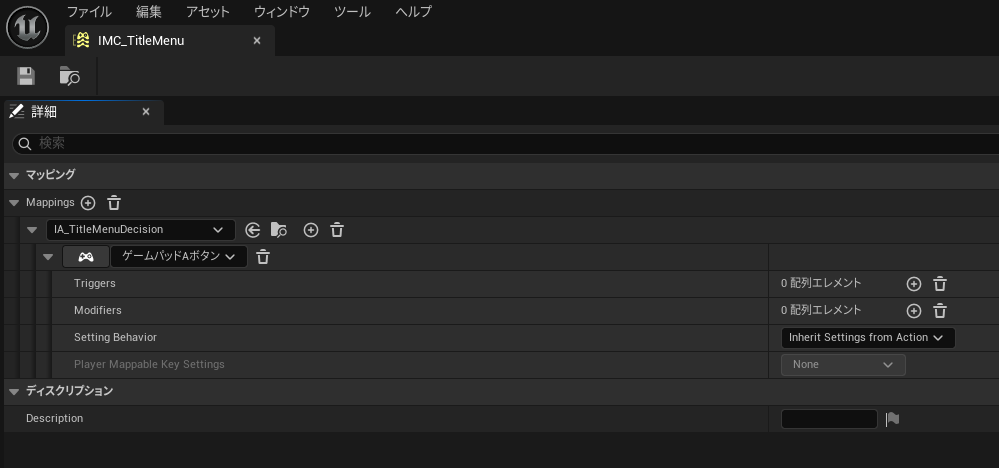 ファイル 編集 アセット ウィンドウ ツール ヘルプ
IMC_TitleMenu
詳細
検索
マッピング
Mappings
IA_TitleMenuDecision
ゲームパッドAボタン
Triggers 0 配列エレメント
Modifiers 0 配列エレメント
Setting Behavior Inherit Settings from Action
Player Mappable Key Settings None
ディスクリプション
Description